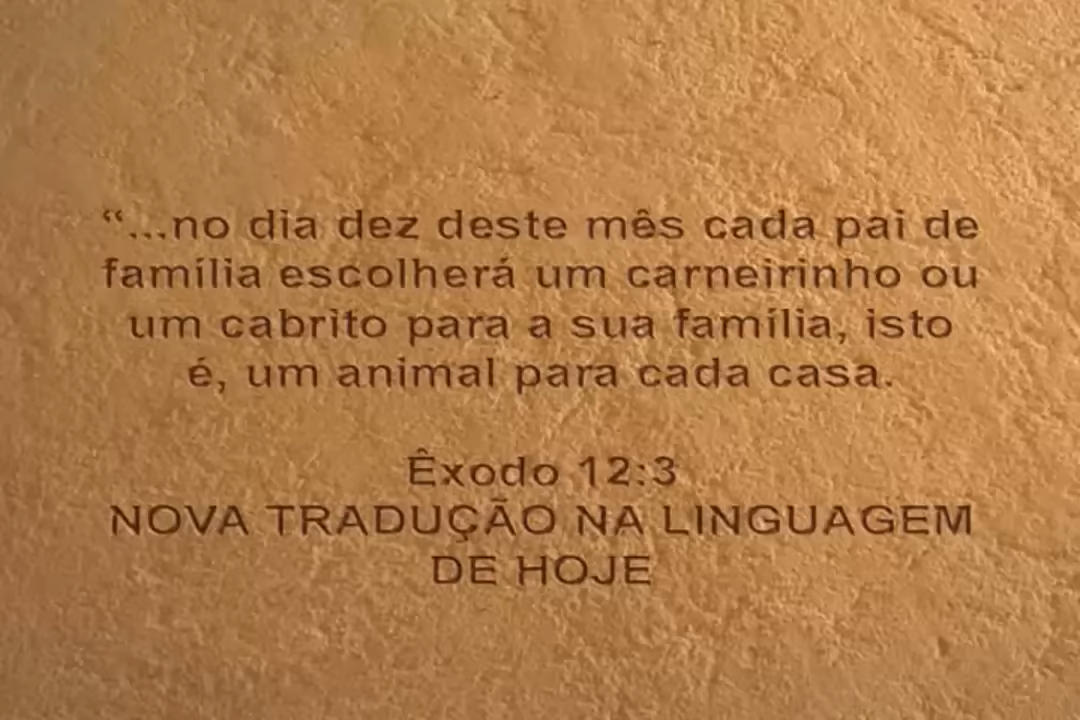 “...no dia dez deste mês cada pai de
família escolherá um carneirinho ou
um cabrito para a sua família, isto
é, um animal para cada casa.
Êxodo 12:3
NOVA TRADUÇÃO NA LINGUAGEM
DE HOJE